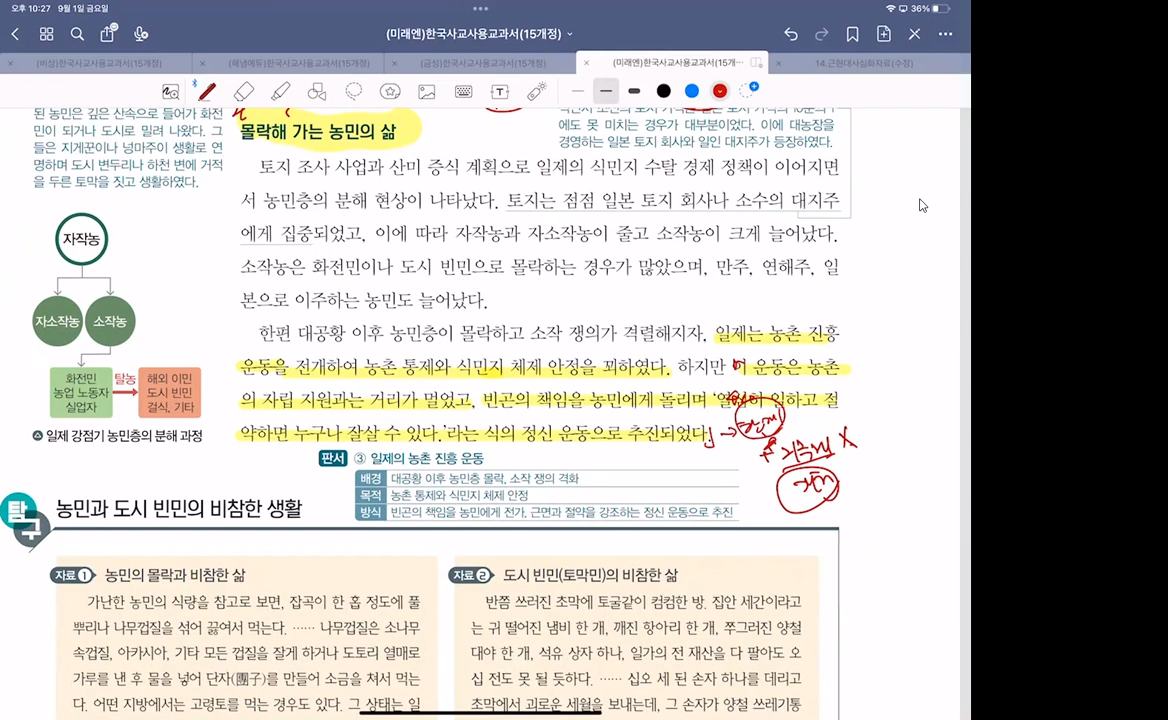 오후 10:27 9월 1일 금요일
36%
(미래엔)한국사교사용교과서(15개정)
(비상)한국사교사용교과서(15개정)
(해냄에듀)한국사교사용교과서(15개정)
(금성)한국사교사용교과서(15개정)
(미래엔)한국사교사용교과서(15개···
14.근현대사심화자료(수정)
된 농민은 깊은 산속으로 들어가 화전
민이 되거나 도시로 밀려 나왔다. 그
들은 지게꾼이나 넝마주이 생활로 연
명하며 도시 변두리나 하천 변에 거적
을 두른 토막을 짓고 생활하였다.
에도 못 미치는 경우가 대부분이었다. 이에 대농장을
경영하는 일본 토지 회사와 일인 대지주가 등장하였다.
몰락해 가는 농민의 삶
토지 조사 사업과 산미 증식 계획으로 일제의 식민지 수탈 경제 정책이 이어지면
서 농민층의 분해 현상이 나타났다. 토지는 점점 일본 토지 회사나 소수의 대지주
에게 집중되었고, 이에 따라 자작농과 자소작농이 줄고 소작농이 크게 늘어났다.
소작농은 화전민이나 도시 빈민으로 몰락하는 경우가 많았으며, 만주, 연해주, 일
본으로 이주하는 농민도 늘어났다.
한편 대공황 이후 농민층이 몰락하고 소작 쟁의가 격렬해지자, 일제는 농촌 진흥
운동을 전개하여 농촌 통제와 식민지 체제 안정을 꾀하였다. 하지만 이 운동은 농촌
의 자립 지원과는 거리가 멀었고, 빈곤의 책임을 농민에게 돌리며 일하고 절
약하면 누구나 잘살 수 있다.'라는 식의 정신 운동으로 추진되었다.
자작농
자소작농
소작농
화전민
농업 노동자
실업자
탈농
해외 이민
도시 빈민
걸식, 기타
일제 강점기 농민층의 분해 과정
판서 ③ 일제의 농촌 진흥 운동
배경 대공황 이후 농민층 몰락, 소작 쟁의 격화
목적 농촌 통제와 식민지 체제 안정
방식 빈곤의 책임을 농민에게 전가, 근면과 절약을 강조하는 정신 운동으로 추진
탐구 농민과 도시 빈민의 비참한 생활
자료 1 농민의 몰락과 비참한 삶
가난한 농민의 식량을 참고로 보면, 잡곡이 한 홉 정도에 풀
뿌리나 나무껍질을 섞어 끓여서 먹는다. ······ 나무껍질은 소나무
속껍질, 아카시아, 기타 모든 껍질을 잘게 하거나 도토리 열매로
가루를 낸 후 물을 넣어 단자(團子)를 만들어 소금을 쳐서 먹는
다. 어떤 지방에서는 고령토를 먹는 경우도 있다. 그 상태는 일
자료 2 도시 빈민(토막민)의 비참한 삶
반쯤 쓰러진 초막에 토굴같이 컴컴한 방. 집안 세간이라고
는 귀 떨어진 냄비 한 개, 깨진 항아리 한 개, 쭈그러진 양철
대야 한 개, 석유 상자 하나, 일가의 전 재산을 다 팔아도 오
십 전도 못 될 듯하다. ······ 십오 세 된 손자 하나를 데리고
초막에서 괴로운 세월을 보내는데, 그 손자가 양철 쓰레기통